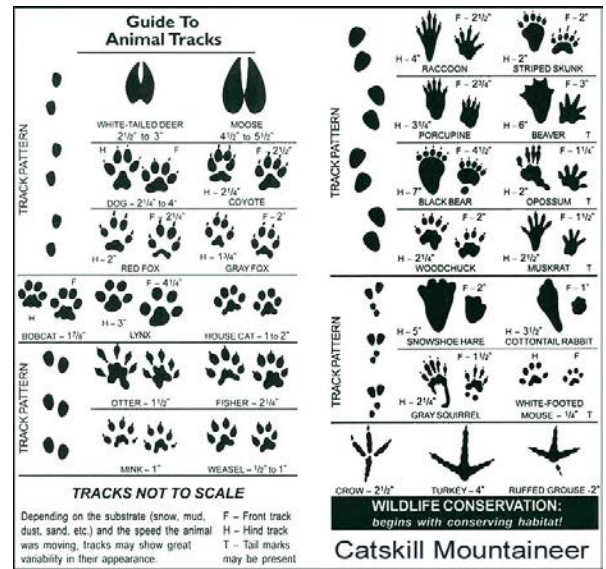 Guide To
Animal Tracks
TRACK PATTERN
WHITE-TAILED DEER
2½" to 3"
MOOSE
4½" to 5½"
H F
DOG – 2¼" to 4"
F – 2½"
H – 2¼"
COYOTE
F – 2¼"
H – 2"
RED FOX
F – 2"
H – 1¾"
GRAY FOX
F
H
BOBCAT – 1⅞"
F – 4¼"
H – 3"
LYNX
HOUSE CAT – 1 to 2"
TRACK PATTERN
OTTER – 1½"
FISHER – 2¼"
MINK – 1"
WEASEL – ½" to 1"
TRACKS NOT TO SCALE
Depending on the substrate (snow, mud,
dust, sand, etc.) and the speed the animal
was moving, tracks may show great
variability in their appearance.
F – Front track
H – Hind track
T – Tail marks
may be present
TRACK PATTERN
F – 2½"
H – 4"
RACCOON
F – 2"
H – 2"
STRIPED SKUNK
F – 2¾"
H – 3¼"
PORCUPINE
F – 3"
H – 6"
BEAVER T
F – 4½"
H – 7"
BLACK BEAR
F – 1¼"
H – 2"
OPOSSUM T
F – 2"
H – 2¼"
WOODCHUCK
F – 1½"
H – 2½"
MUSKRAT T
TRACK PATTERN
F – 2"
H – 5"
SNOWSHOE HARE
F – 1"
H – 3½"
COTTONTAIL RABBIT
F – 1½"
H – 2¼"
GRAY SQUIRREL
H F
WHITE-FOOTED
MOUSE – ¼" T
CROW – 2½"
TURKEY – 4"
RUFFED GROUSE -2"
WILDLIFE CONSERVATION:
begins with conserving habitat!
Catskill Mountaineer